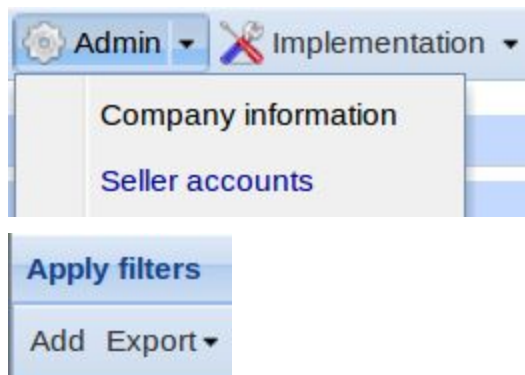 Admin Implementation
Company information
Seller accounts
Apply filters
Add Export